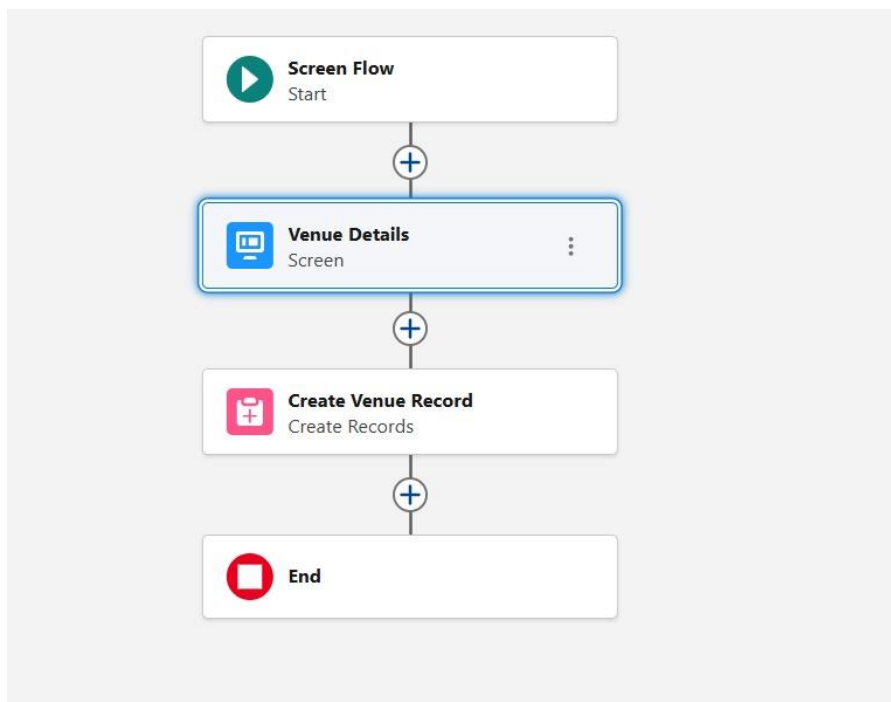 Screen Flow
Start
Venue Details
Screen
Create Venue Record
Create Records
End